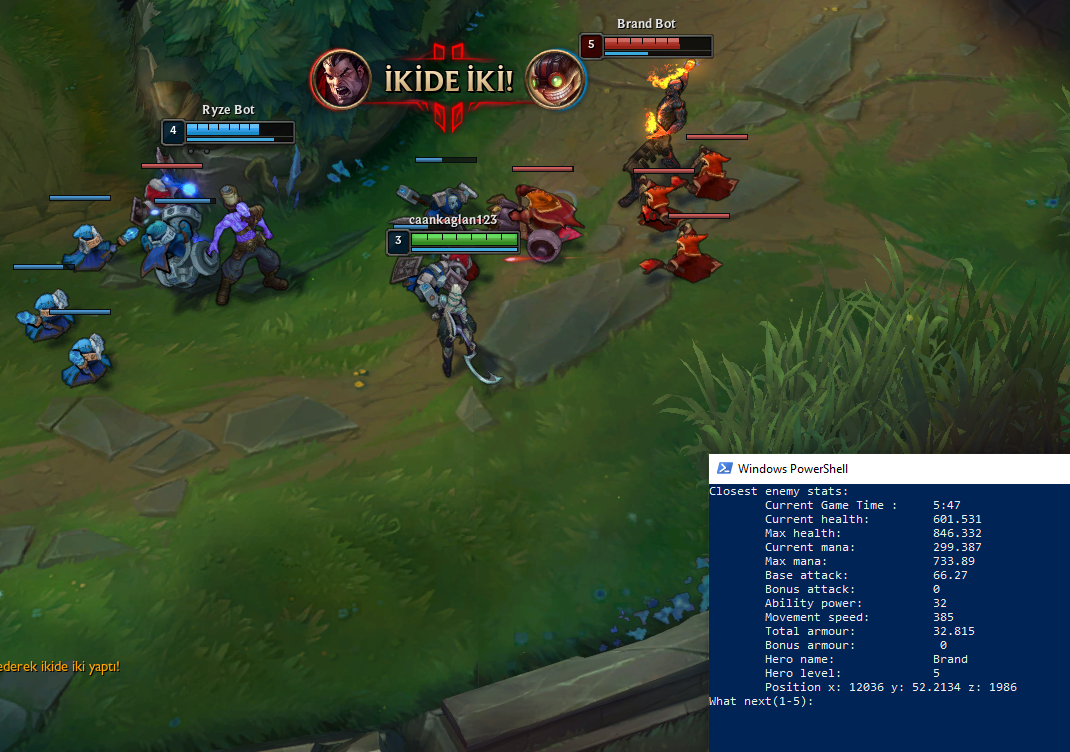 Brand Bot
5
İKİDE İKİ!
Ryze Bot
4
caankaglan123
3
ederek ikide iki yaptı!
Windows PowerShell
Closest enemy stats:
Current Game Time : 5:47
Current health: 601.531
Max health: 846.332
Current mana: 299.387
Max mana: 733.89
Base attack: 66.27
Bonus attack: 0
Ability power: 32
Movement speed: 385
Total armour: 32.815
Bonus armour: 0
Hero name: Brand
Hero level: 5
Position x: 12036 y: 52.2134 z: 1986
What next(1-5):